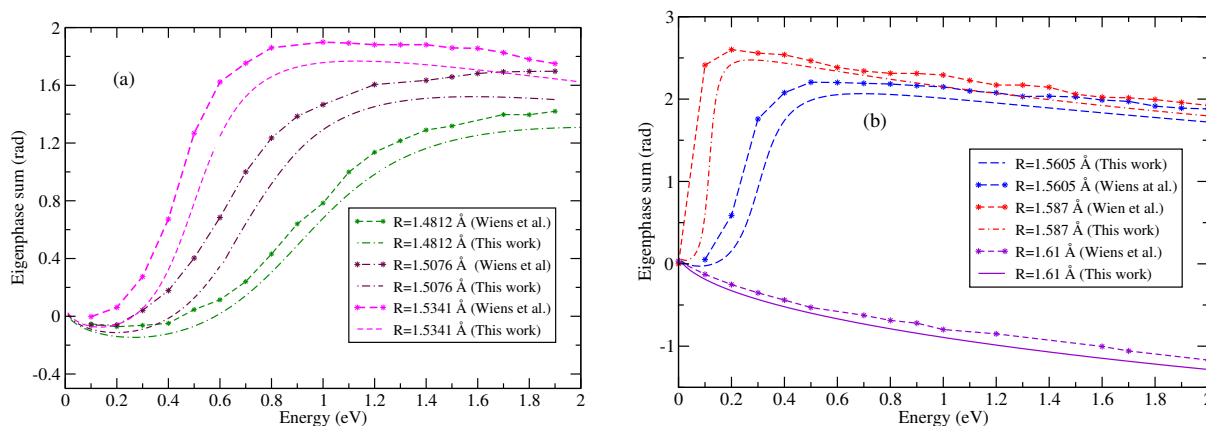 2
1.6
1.2
0.8
0.4
0
-0.4
Eigenphase sum (rad)
(a)
R=1.4812 Å (Wiens et al.)
R=1.4812 Å (This work)
R=1.5076 Å (Wiens et al)
R=1.5076 Å (This work)
R=1.5341 Å (Wiens et al.)
R=1.5341 Å (This work)
0 0.2 0.4 0.6 0.8 1 1.2 1.4 1.6 1.8 2
Energy (eV)
3
2
1
0
-1
Eigenphase sum (rad)
(b)
R=1.5605 Å (This work)
R=1.5605 Å (Wiens at al.)
R=1.587 Å (Wien et al.)
R=1.587 Å (This work)
R=1.61 Å (Wiens et al.)
R=1.61 Å (This work)
0 0.2 0.4 0.6 0.8 1 1.2 1.4 1.6 1.8 2
Energy (eV)